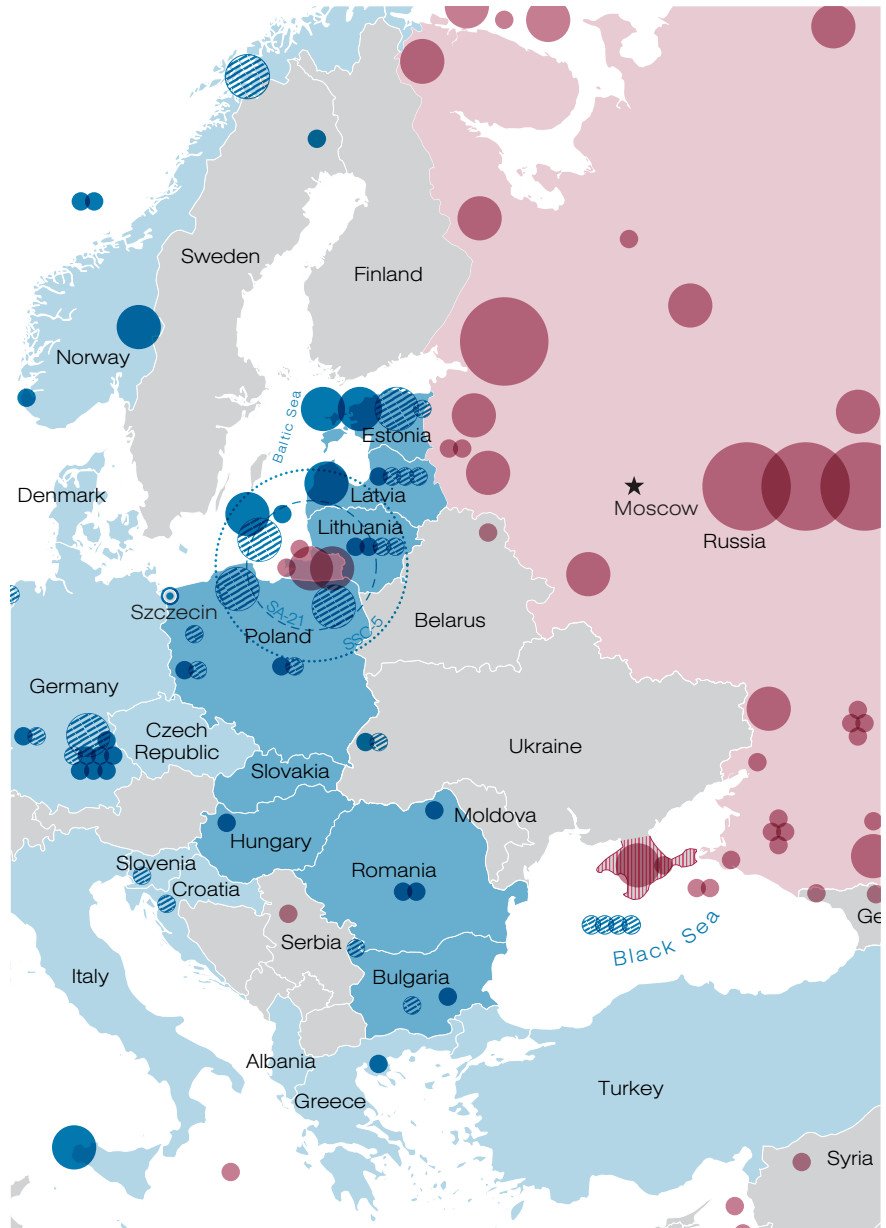 Sweden
Finland
Norway
Baltic Sea
Estonia
Denmark
Latvia
Moscow
Lithuania
Russia
Szczecin
SA-21
SSC-5
Belarus
Poland
Germany
Czech
Republic
Ukraine
Slovakia
Moldova
Hungary
Slovenia
Romania
Croatia
Ge
Serbia
Black Sea
Italy
Bulgaria
Albania
Turkey
Greece
Syria